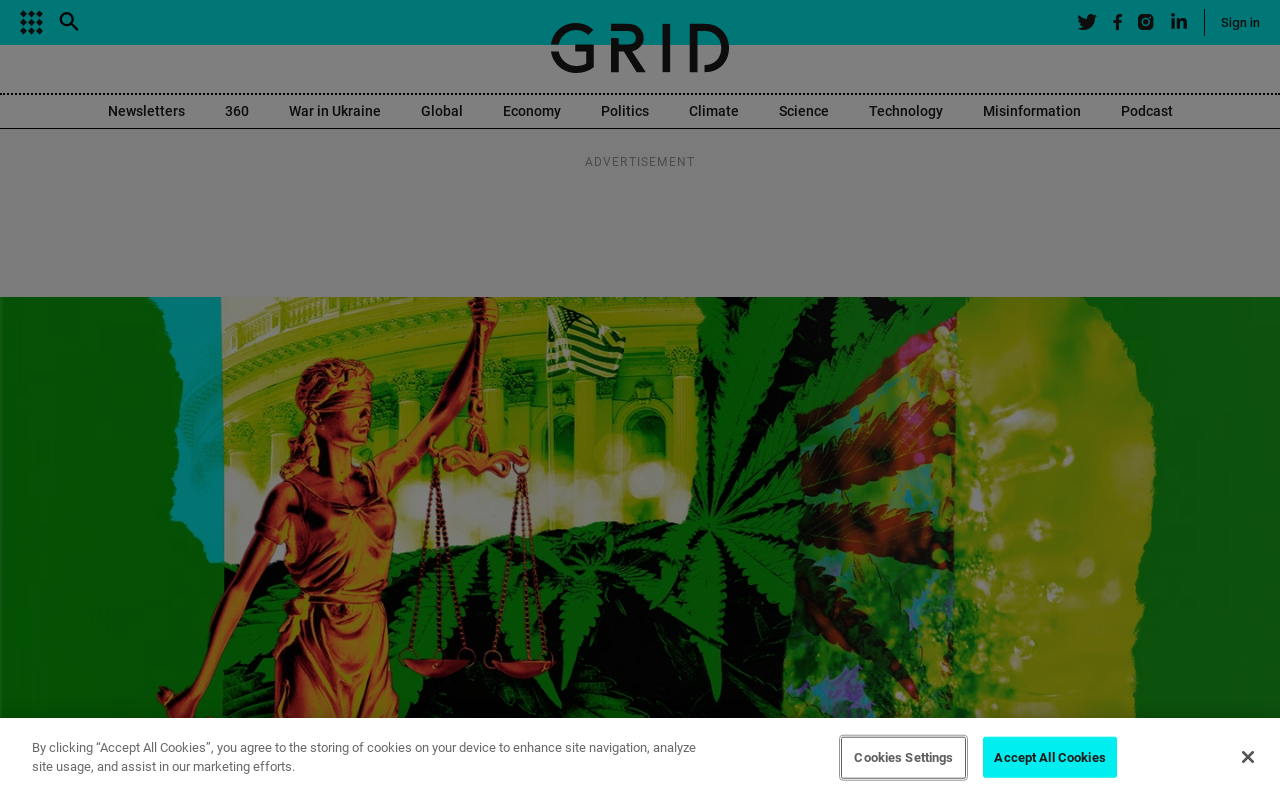 Sign in
GRID
Newsletters 360 War in Ukraine Global Economy Politics Climate Science Technology Misinformation Podcast
ADVERTISEMENT
By clicking “Accept All Cookies”, you agree to the storing of cookies on your device to enhance site navigation, analyze
site usage, and assist in our marketing efforts.
Cookies Settings
Accept All Cookies